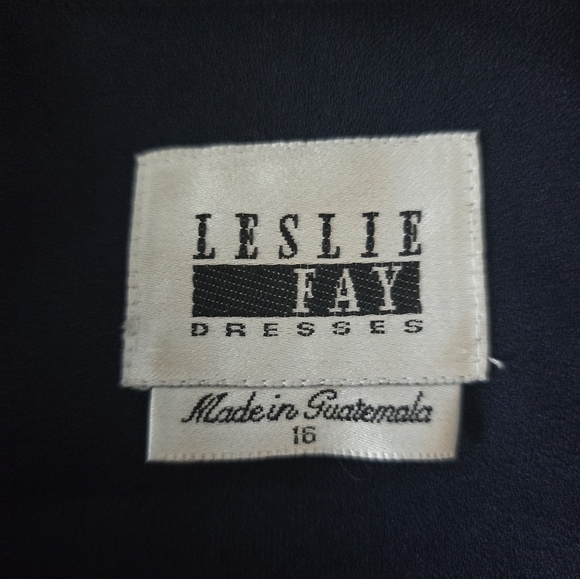 LESLIE
FAY
DRESSES
Made in Guatemala
16